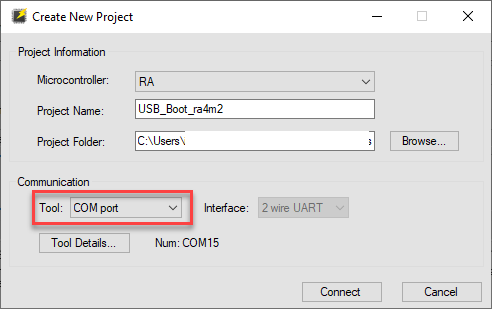 Create New Project
Project Information
Microcontroller: RA
Project Name: USB_Boot_ra4m2
Project Folder: C:\Users\ s Browse...
Communication
Tool: COM port Interface: 2 wire UART
Tool Details... Num: COM15
Connect Cancel